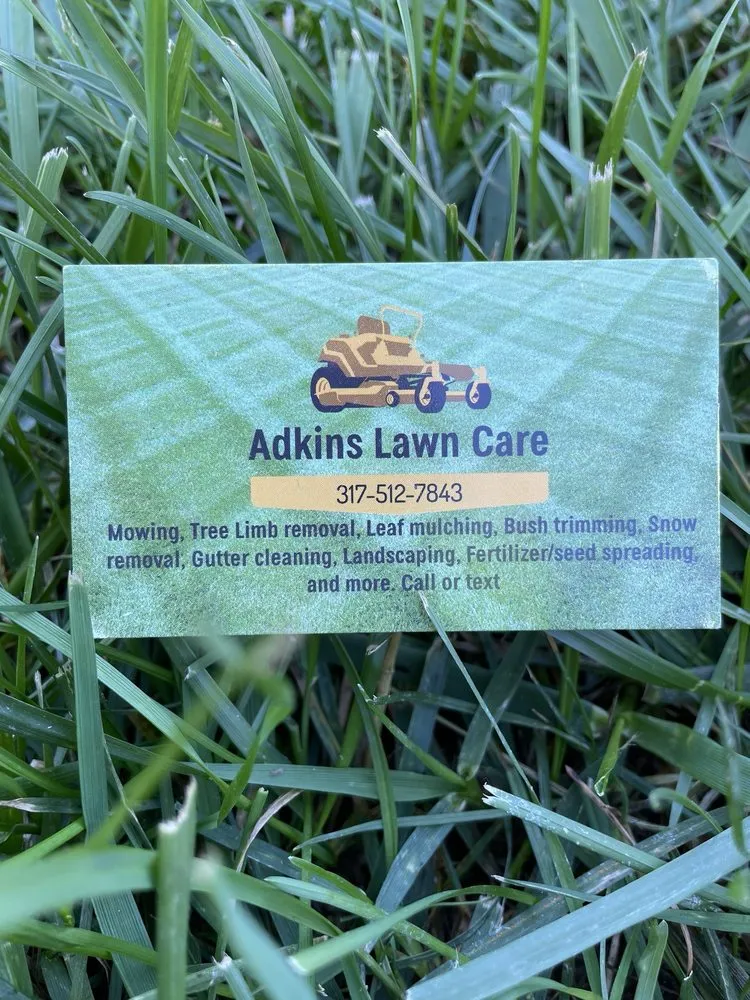 Adkins Lawn Care
317-512-7843
Mowing, Tree Limb removal, Leaf mulching, Bush trimming, Snow
removal, Gutter cleaning, Landscaping, Fertilizer/seed spreading,
and more. Call or text